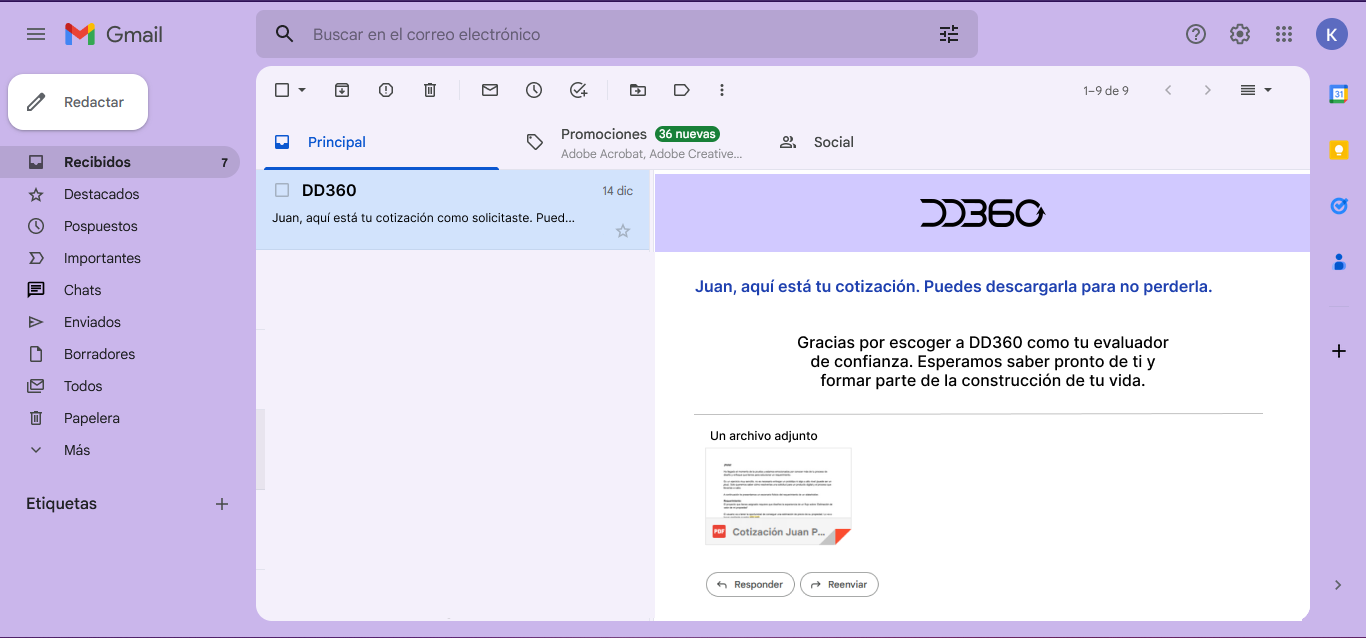 Gmail
Buscar en el correo electrónico
K
Redactar
1–9 de 9
31
Recibidos 7
Destacados
Pospuestos
Importantes
Chats
Enviados
Borradores
Todos
Papelera
Más
Etiquetas
Principal
Promociones 36 nuevas
Adobe Acrobat, Adobe Creative...
Social
DD360 14 dic
Juan, aquí está tu cotización como solicitaste. Pued...
DD360
Juan, aquí está tu cotización. Puedes descargarla para no perderla.
Gracias por escoger a DD360 como tu evaluador
de confianza. Esperamos saber pronto de ti y
formar parte de la construcción de tu vida.
Un archivo adjunto
PDF Cotización Juan P...
Responder
Reenviar